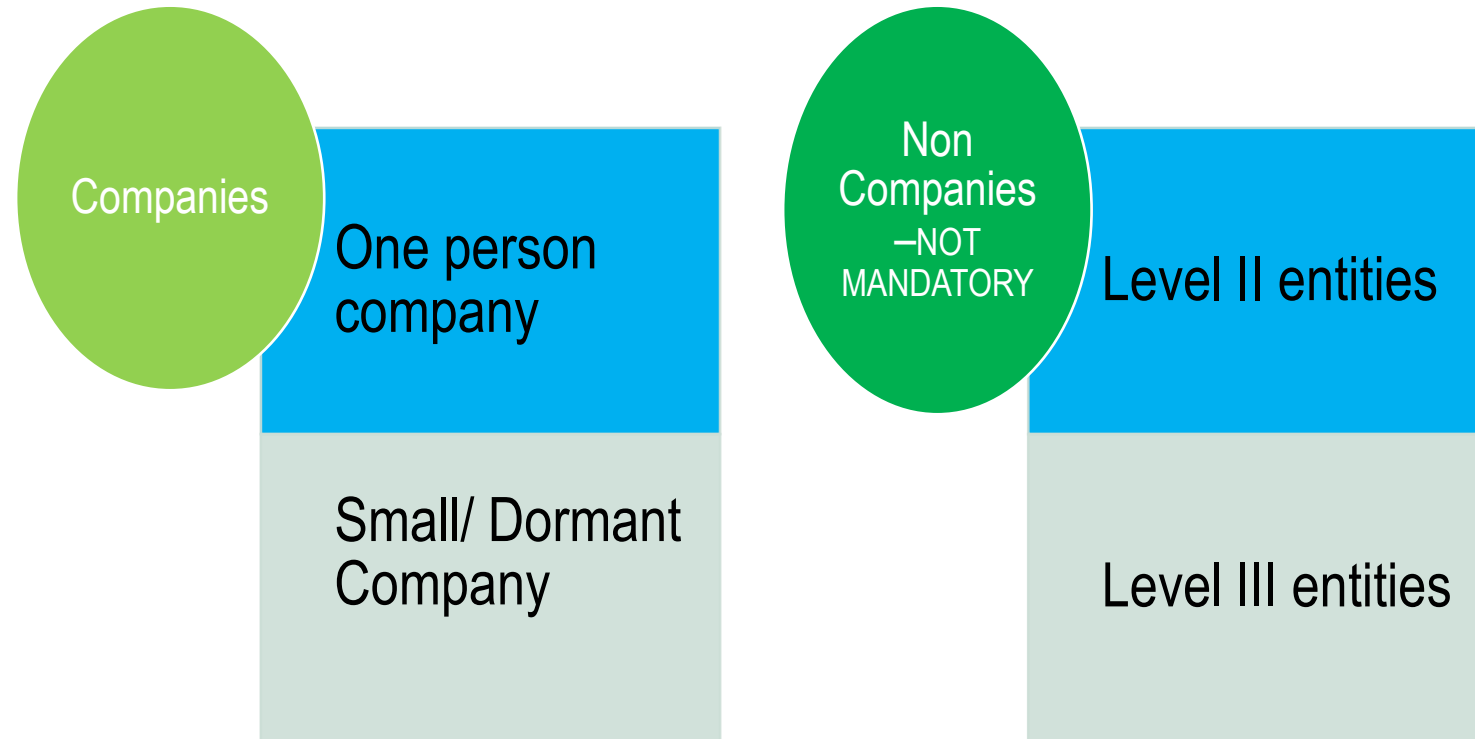 Companies
One person
company
Small/ Dormant
Company
Non
Companies
–NOT
MANDATORY
Level II entities
Level III entities